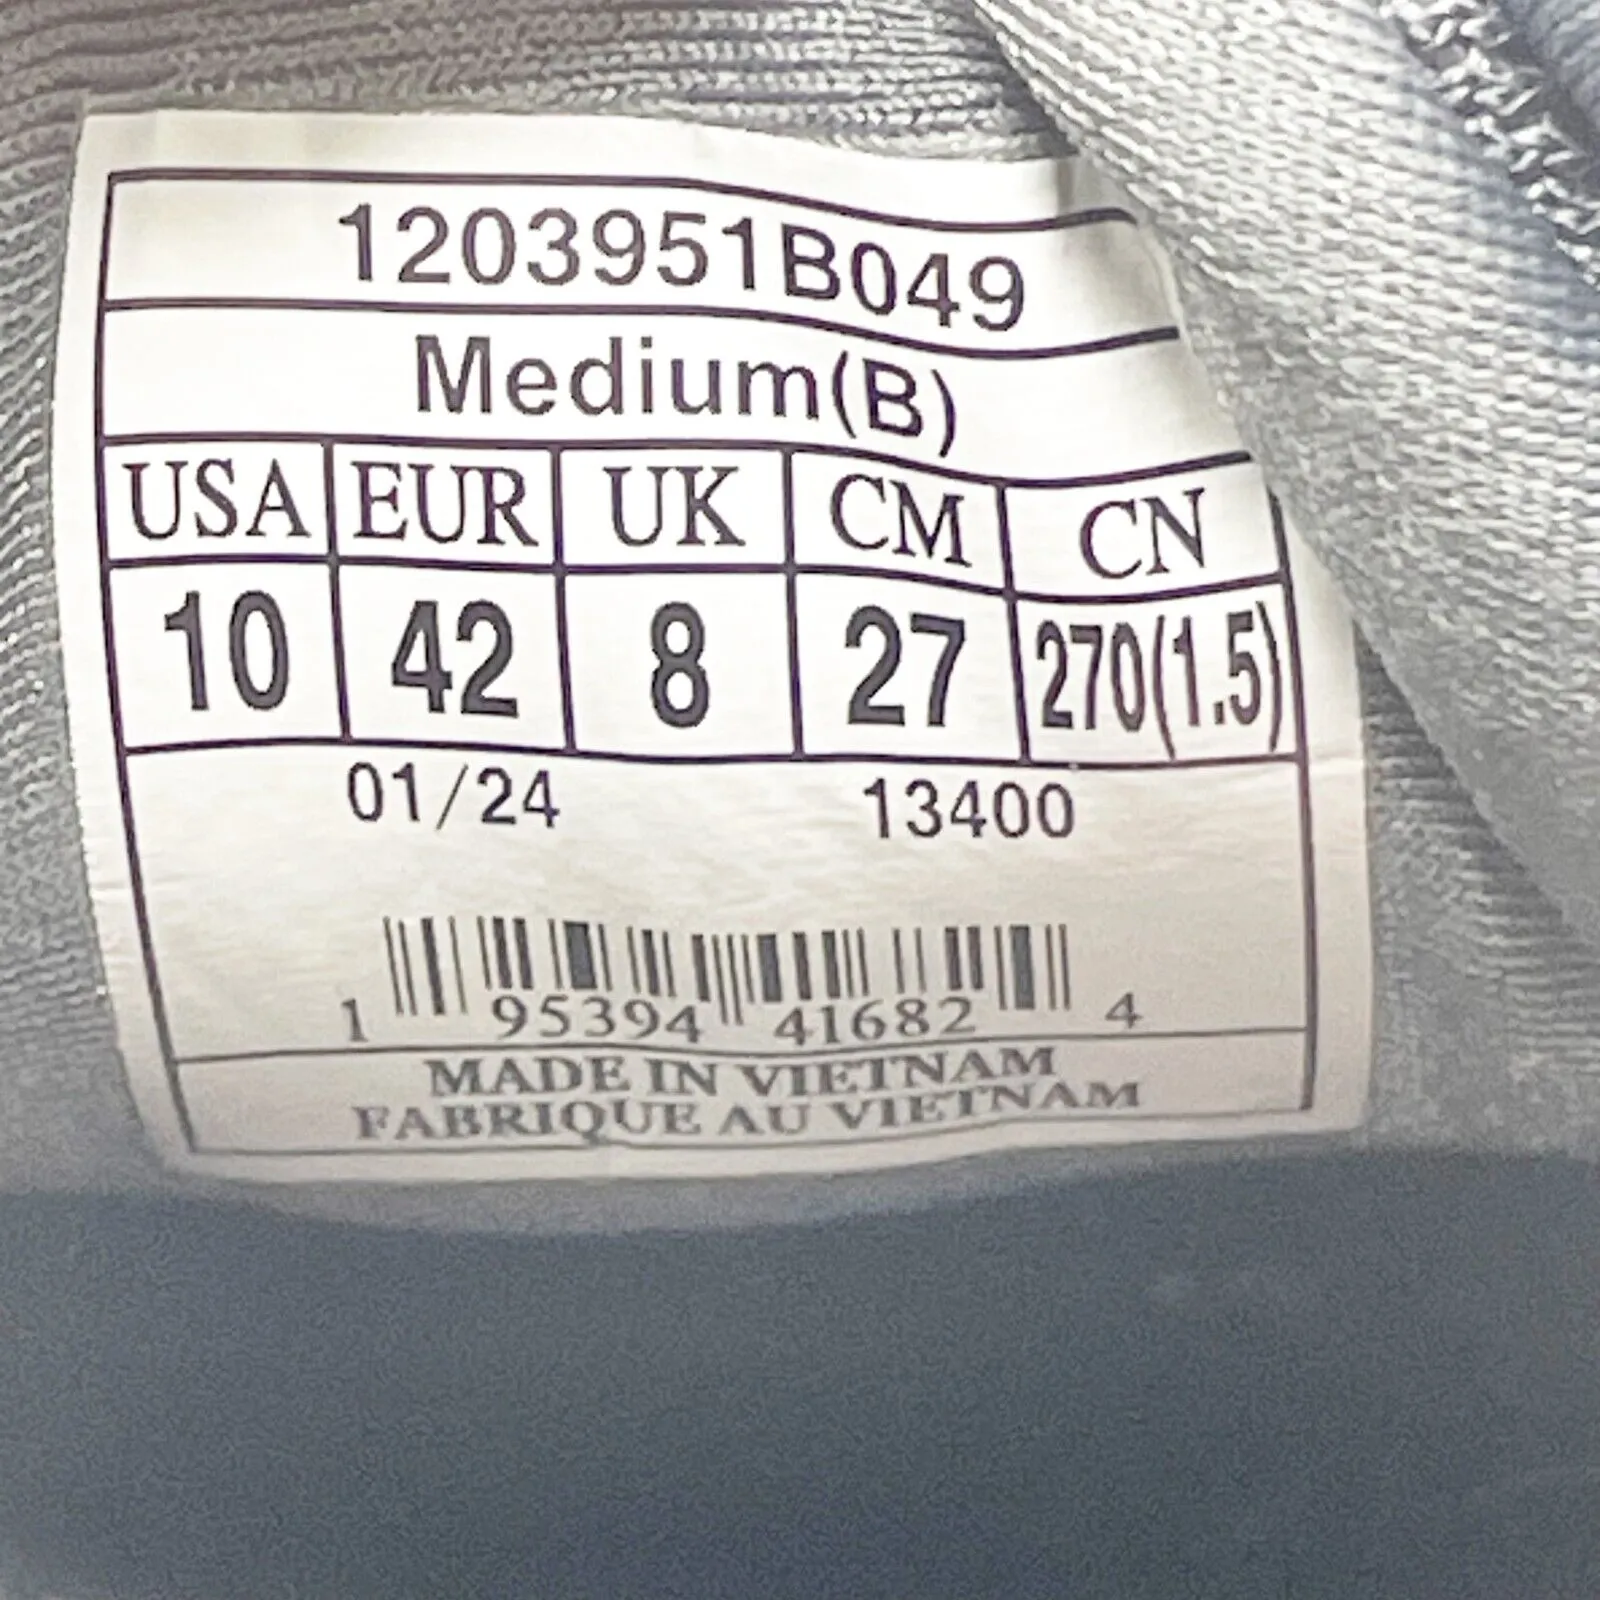 1203951B049
Medium(B)
USA EUR UK CM CN
10 42 8 27 270(1.5)
01/24 13400
1 95394 41682 4
MADE IN VIETNAM
FABRIQUE AU VIETNAM